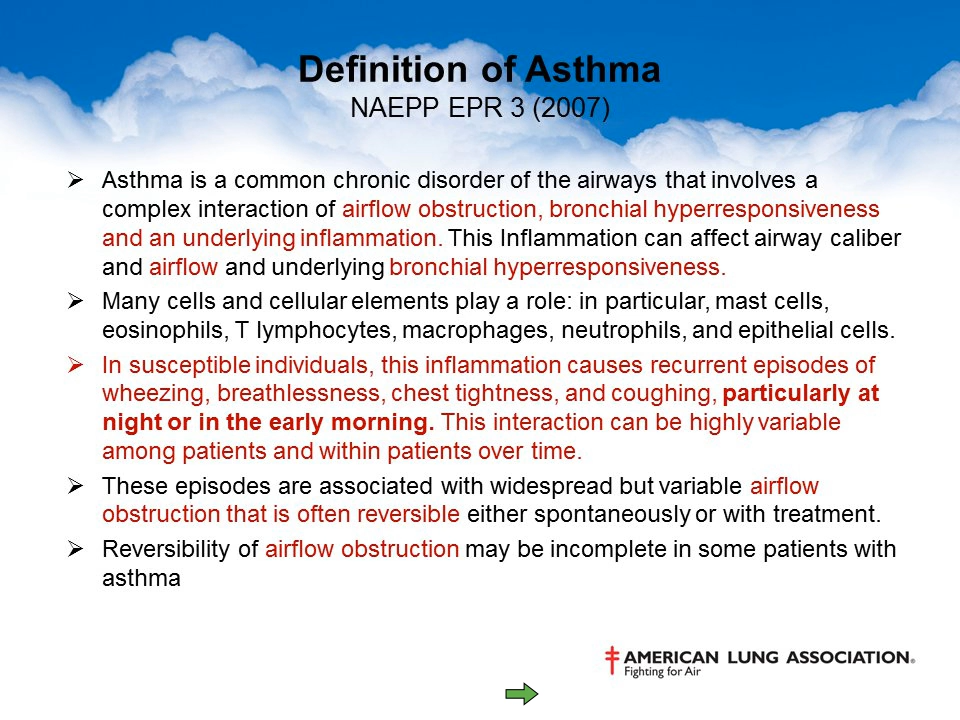 Definition of Asthma
NAEPP EPR 3 (2007)
➢ Asthma is a common chronic disorder of the airways that involves a
complex interaction of airflow obstruction, bronchial hyperresponsiveness
and an underlying inflammation. This Inflammation can affect airway caliber
and airflow and underlying bronchial hyperresponsiveness.
➢ Many cells and cellular elements play a role: in particular, mast cells,
eosinophils, T lymphocytes, macrophages, neutrophils, and epithelial cells.
➢ In susceptible individuals, this inflammation causes recurrent episodes of
wheezing, breathlessness, chest tightness, and coughing, particularly at
night or in the early morning. This interaction can be highly variable
among patients and within patients over time.
➢ These episodes are associated with widespread but variable airflow
obstruction that is often reversible either spontaneously or with treatment.
➢ Reversibility of airflow obstruction may be incomplete in some patients with
asthma
AMERICAN LUNG ASSOCIATION®
Fighting for Air